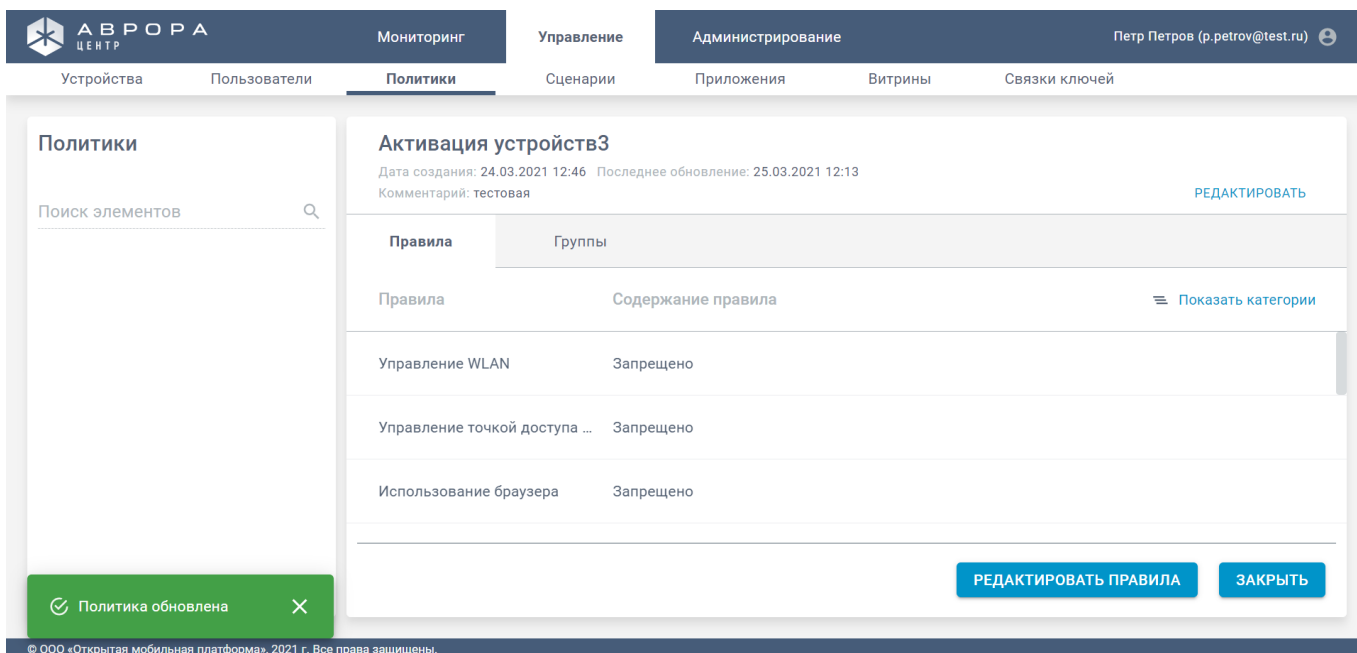 АВРОРА
ЦЕНТР
Мониторинг Управление Администрирование Петр Петров (p.petrov@test.ru)
Устройства Пользователи Политики Сценарии Приложения Витрины Связки ключей
Политики
Поиск элементов
Активация устройств3
Дата создания: 24.03.2021 12:46 Последнее обновление: 25.03.2021 12:13
Комментарий: тестовая
РЕДАКТИРОВАТЬ
Правила Группы
Правила Содержание правила Показать категории
Управление WLAN Запрещено
Управление точкой доступа ... Запрещено
Использование браузера Запрещено
РЕДАКТИРОВАТЬ ПРАВИЛА ЗАКРЫТЬ
Политика обновлена
© ООО «Открытая мобильная платформа», 2021 г. Все права защищены.